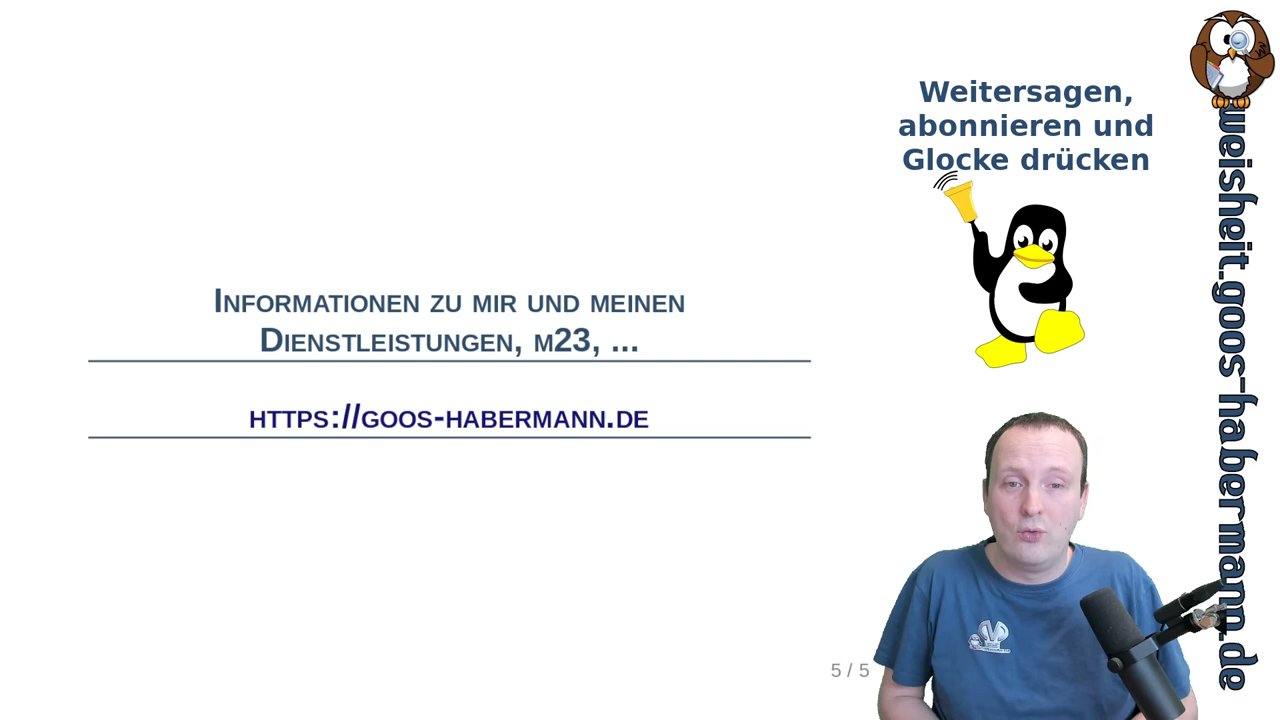 Informationen zu mir und meinen
Dienstleistungen, m23, ...
https://goos-habermann.de
Weitersagen,
abonnieren und
Glocke drücken
weisheit.goos-habermann.de
5 / 5